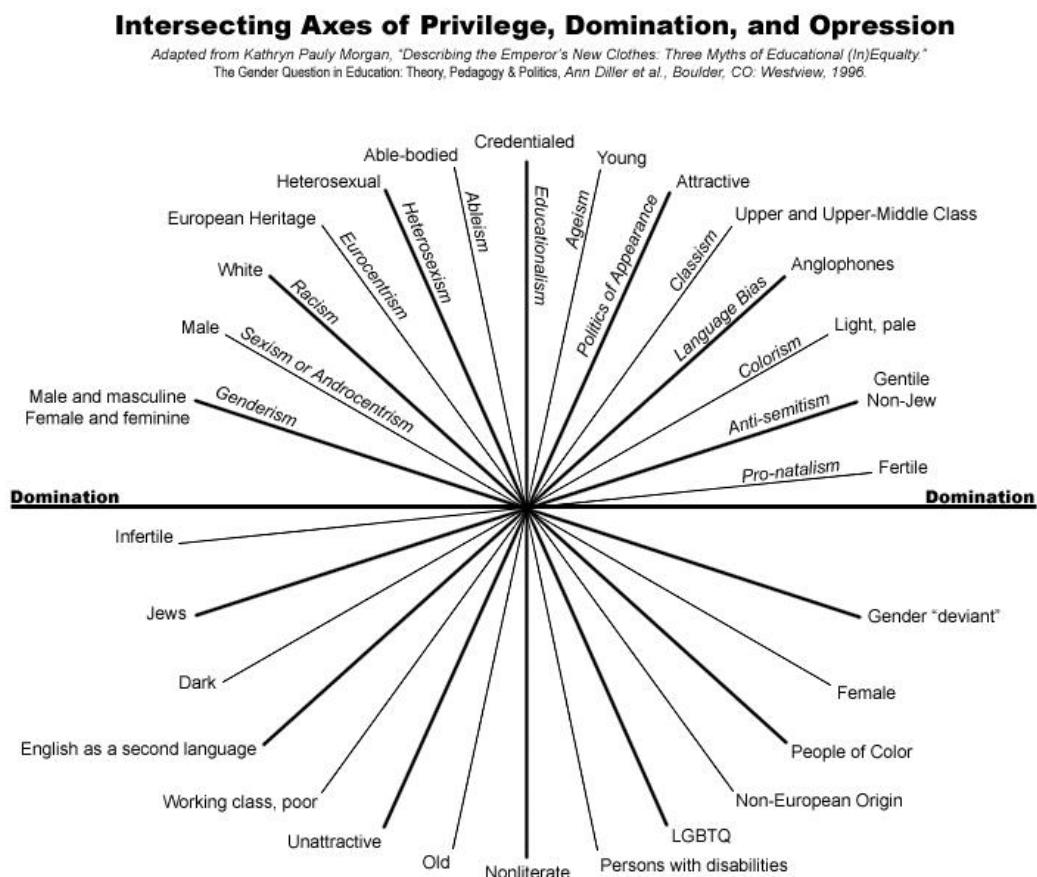 Intersecting Axes of Privilege, Domination, and Opression
Adapted from Kathryn Pauly Morgan, "Describing the Emperor's New Clothes: Three Myths of Educational (In)Equalty."
The Gender Question in Education: Theory, Pedagogy & Politics, Ann Diller et al., Boulder, CO: Westview, 1996.
Credentialed
Able-bodied
Young
Heterosexual
Attractive
European Heritage
Upper and Upper-Middle Class
White
Anglophones
Male
Light, pale
Male and masculine
Female and feminine
Gentile
Non-Jew
Fertile
Genderism
Sexism or Androcentrism
Racism
Eurocentrism
Heterosexism
Ableism
Educationalism
Ageism
Politics of Appearance
Classism
Language Bias
Colorism
Anti-semitism
Pro-natalism
Domination
Domination
Infertile
Jews
Gender "deviant"
Dark
Female
English as a second language
People of Color
Working class, poor
Non-European Origin
Unattractive
LGBTQ
Old
Persons with disabilities
Nonliterate